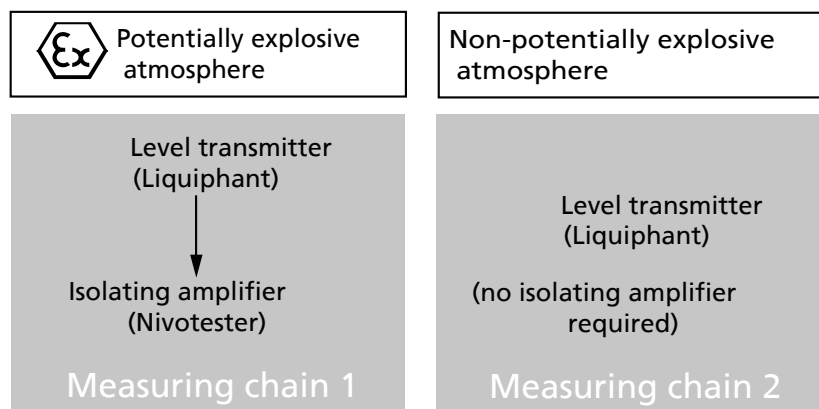 Ex Potentially explosive
atmosphere
Non-potentially explosive
atmosphere
Level transmitter
(Liquiphant)
Isolating amplifier
(Nivotester)
Measuring chain 1
Level transmitter
(Liquiphant)
(no isolating amplifier
required)
Measuring chain 2